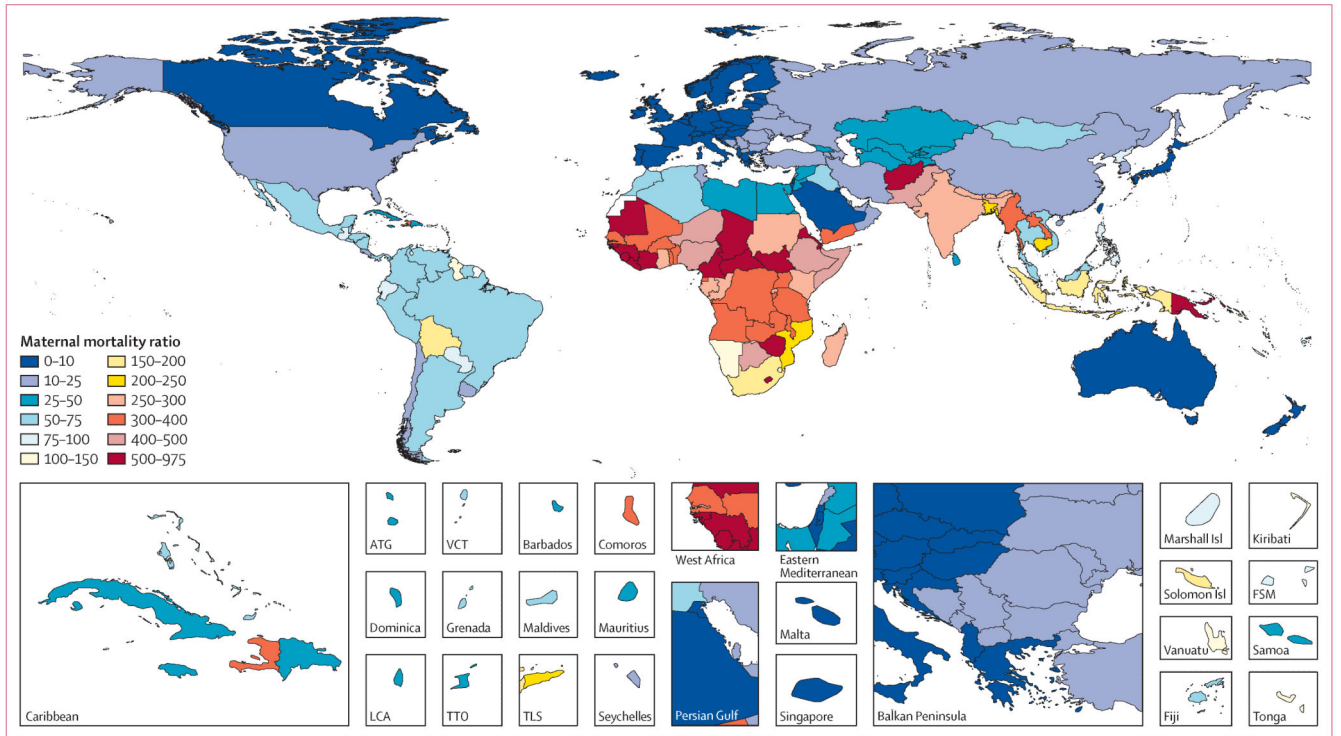 Maternal mortality ratio
0–10
10–25
25–50
50–75
75–100
100–150
150–200
200–250
250–300
300–400
400–500
500–975
Caribbean
ATG
VCT
Barbados
Comoros
Dominica
Grenada
Maldives
Mauritius
LCA
TTO
TLS
Seychelles
West Africa
Eastern
Mediterranean
Persian Gulf
Malta
Singapore
Balkan Peninsula
Marshall Isl
Kiribati
Solomon Isl
FSM
Vanuatu
Samoa
Fiji
Tonga